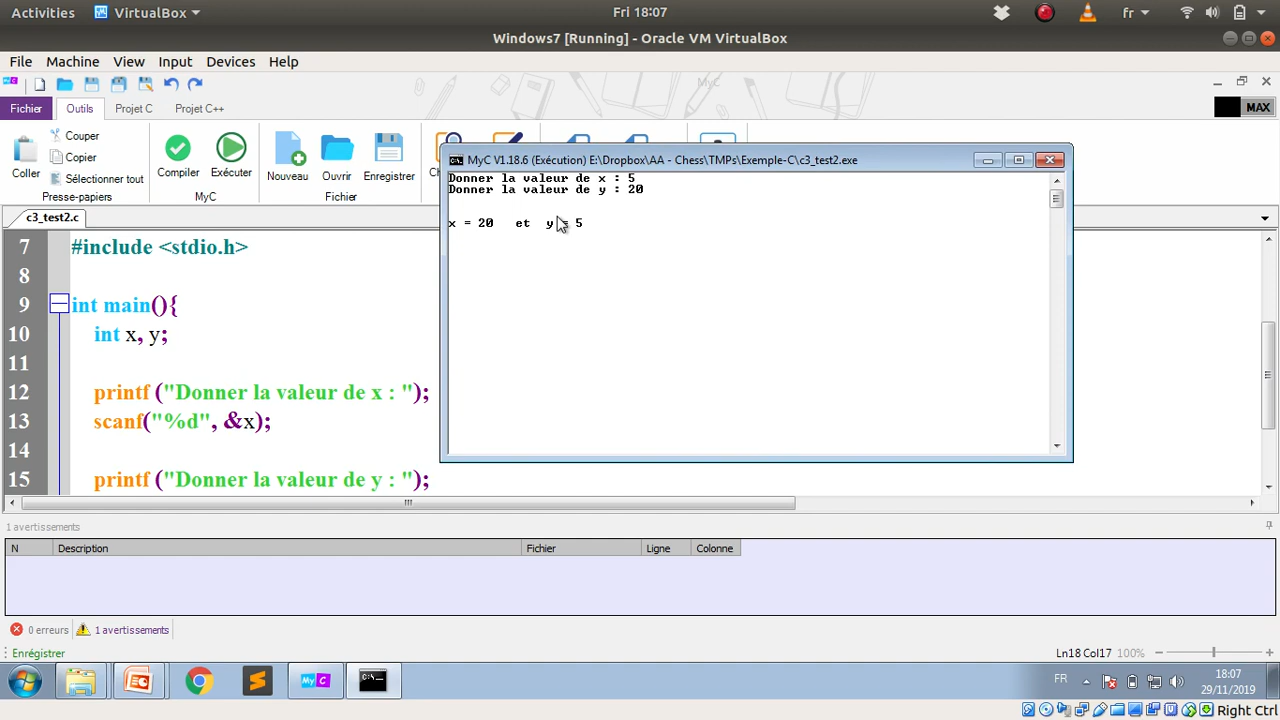 Activities VirtualBox Fri 18:07 fr
Windows7 [Running] - Oracle VM VirtualBox
File Machine View Input Devices Help
MyC
Fichier Outils Projet C Projet C++ MAX
Coller Couper Copier Sélectionner tout Compiler Exécuter Nouveau Ouvrir Enregistrer
Presse-papiers MyC Fichier
MyC V1.18.6 (Exécution) E:\Dropbox\AA - Chess\TMPs\Exemple-C\c3_test2.exe
Donner la valeur de x : 5
Donner la valeur de y : 20
x = 20 et y = 5
c3_test2.c
7 #include <stdio.h>
8
9 int main(){
10 int x, y;
11
12 printf ("Donner la valeur de x : ");
13 scanf("%d", &x);
14
15 printf ("Donner la valeur de y : ");
1 avertissements
N Description Fichier Ligne Colonne
0 erreurs 1 avertissements
Enrégistrer Ln18 Col17 100%
FR 18:07
29/11/2019
Right Ctrl